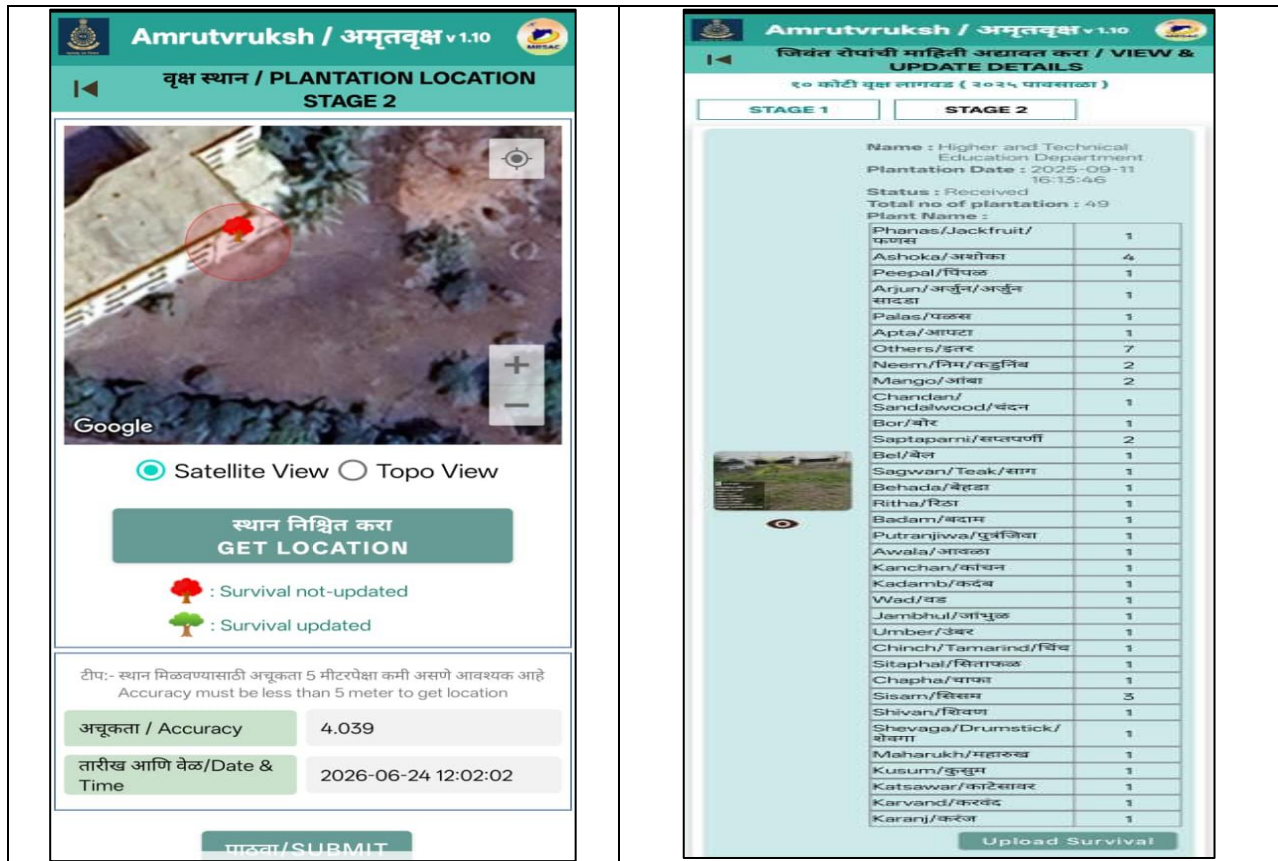 Amrutvruksh / अमृतवृक्ष v 1.10
MRSAC
वृक्ष स्थान / PLANTATION LOCATION
STAGE 2
Google
Satellite View
Topo View
स्थान निश्चित करा
GET LOCATION
: Survival not-updated
: Survival updated
टीप:- स्थान मिळवण्यासाठी अचूकता 5 मीटरपेक्षा कमी असणे आवश्यक आहे
Accuracy must be less than 5 meter to get location
अचूकता / Accuracy 4.039
तारीख आणि वेळ/Date &
Time 2026-06-24 12:02:02
पाठवा/SUBMIT
Amrutvruksh / अमृतवृक्ष v 1.10
जिवंत रोपांची माहिती अद्यावत करा / VIEW &
UPDATE DETAILS
१० कोटी वृक्ष लागवड ( २०२५ पावसाळा )
STAGE 1 STAGE 2
Name : Higher and Technical
Education Department
Plantation Date : 2025-09-11
16:13:46
Status : Received
Total no of plantation : 49
Plant Name :
Phanas/Jackfruit/
फणस 1
Ashoka/अशोका 4
Peepal/पिंपळ 1
Arjun/अर्जुन/अर्जुन
सादडा 1
Palas/पळस 1
Apta/आपटा 1
Others/इतर 7
Neem/निम/कडुनिंब 2
Mango/आंबा 2
Chandan/
Sandalwood/चंदन 1
Bor/बोर 1
Saptaparni/सप्तपर्णी 2
Bel/बेल 1
Sagwan/Teak/साग 1
Behada/बेहडा 1
Ritha/रिठा 1
Badam/बदाम 1
Putranjiwa/पुत्रंजिवा 1
Awala/आवळा 1
Kanchan/कांचन 1
Kadamb/कदंब 1
Wad/वड 1
Jambhul/जांभुळ 1
Umber/उंबर 1
Chinch/Tamarind/चिंच 1
Sitaphal/सिताफळ 1
Chapha/चाफा 1
Sisam/सिसम 3
Shivan/शिवण 1
Shevaga/Drumstick/
शेवगा 1
Maharukh/महारुख 1
Kusum/कुसुम 1
Katsawar/काटेसावर 1
Karvand/करवंद 1
Karanj/करंज 1
Upload Survival